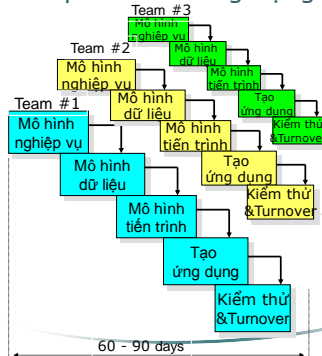 Team #3
Mô hình
nghiệp vụ
Mô hình
dữ liệu
Mô hình
tiến trình
Tạo
ứng dụng
Kiểm thử
&Turnover
Team #2
Mô hình
nghiệp vụ
Mô hình
dữ liệu
Mô hình
tiến trình
Tạo
ứng dụng
Kiểm thử
&Turnover
Team #1
Mô hình
nghiệp vụ
Mô hình
dữ liệu
Mô hình
tiến trình
Tạo
ứng dụng
Kiểm thử
&Turnover
60 - 90 days